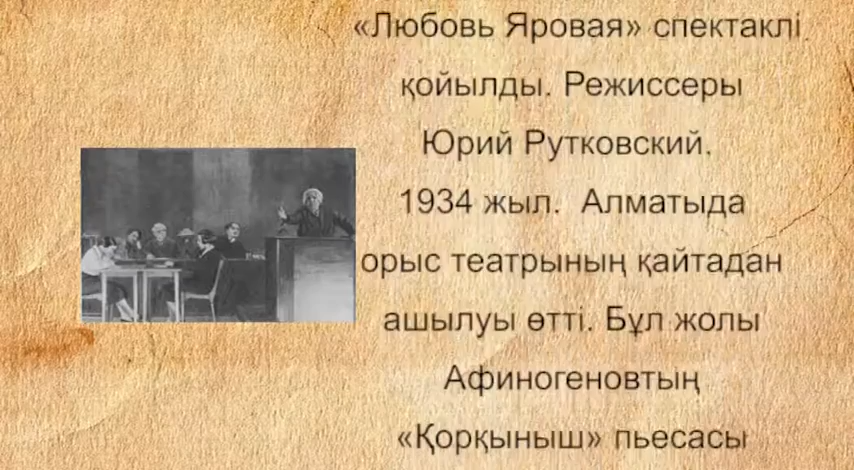 «Любовь Яровая» спектаклі
қойылды. Режиссеры
Юрий Рутковский.
1934 жыл. Алматыда
орыс театрының қайтадан
ашылуы өтті. Бұл жолы
Афиногеновтың
«Қорқыныш» пьесасы